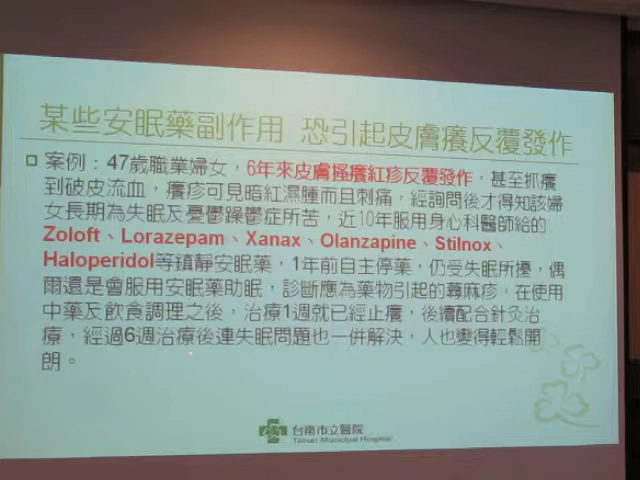 某些安眠藥副作用 恐引起皮膚癢反覆發作
案例：47歲職業婦女，6年來皮膚搔癢紅疹反覆發作，甚至抓癢
到破皮流血，癢疹可見暗紅濕腫而且刺痛，經詢問後才得知該婦
女長期為失眠及憂鬱躁鬱症所苦，近10年服用身心科醫師給的
Zoloft、Lorazepam、Xanax、Olanzapine、Stilnox、
Haloperidol等鎮靜安眠藥，1年前自主停藥，仍受失眠所擾，偶
爾還是會服用安眠藥助眠，診斷應為藥物引起的蕁麻疹，在使用
中藥及飲食調理之後，治療1週就已經止癢，後續配合針灸治
療，經過6週治療後連失眠問題也一併解決，人也變得輕鬆開
朗。
台南市立醫院
Tainan Municipal Hospital